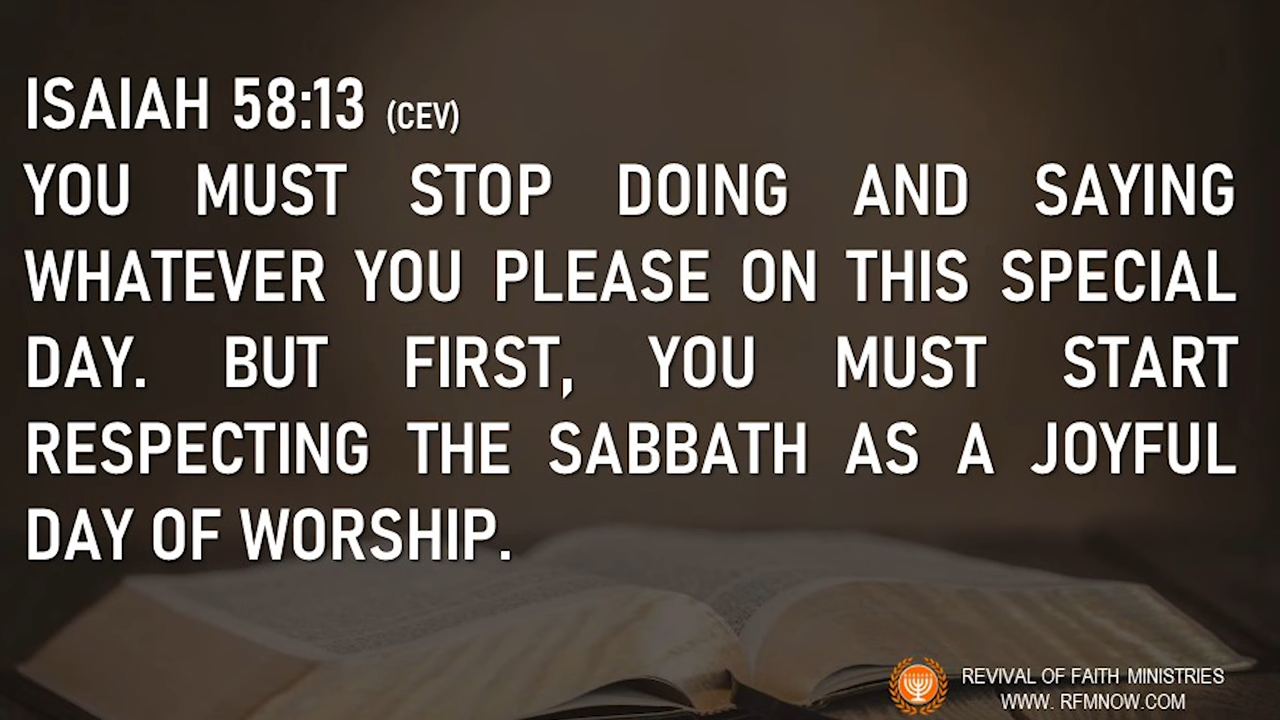 ISAIAH 58:13 (CEV)
YOU MUST STOP DOING AND SAYING
WHATEVER YOU PLEASE ON THIS SPECIAL
DAY. BUT FIRST, YOU MUST START
RESPECTING THE SABBATH AS A JOYFUL
DAY OF WORSHIP.
REVIVAL OF FAITH MINISTRIES
WWW. RFMNOW.COM